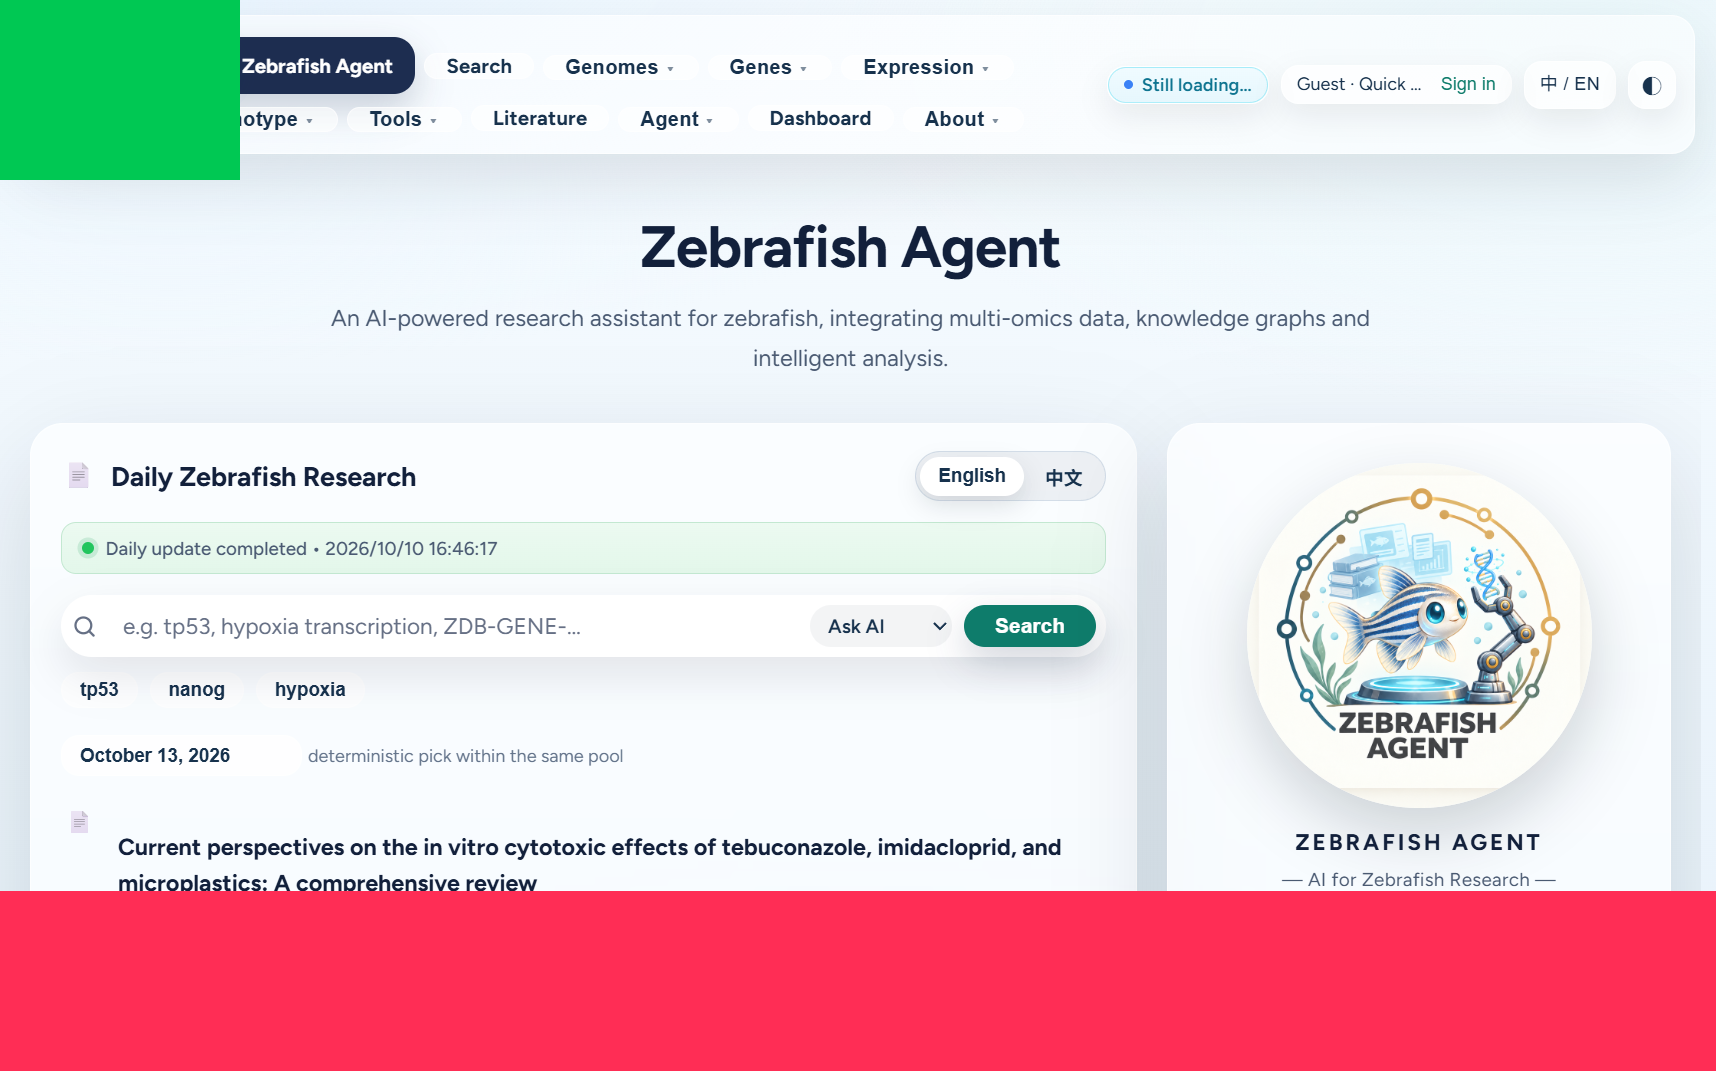 Zebrafish Agent
Search
Genomes
Genes
Expression
Tools
Literature
Agent
Dashboard
About
Still loading...
Guest · Quick ...
Sign in
中 / EN
Zebrafish Agent
An AI-powered research assistant for zebrafish, integrating multi-omics data, knowledge graphs and
intelligent analysis.
Daily Zebrafish Research
English
中文
Daily update completed • 2026/10/10 16:46:17
e.g. tp53, hypoxia transcription, ZDB-GENE-...
Ask AI
Search
tp53
nanog
hypoxia
October 13, 2026
deterministic pick within the same pool
Current perspectives on the in vitro cytotoxic effects of tebuconazole, imidacloprid, and
microplastics: A comprehensive review
ZEBRAFISH
AGENT
ZEBRAFISH AGENT
— AI for Zebrafish Research —